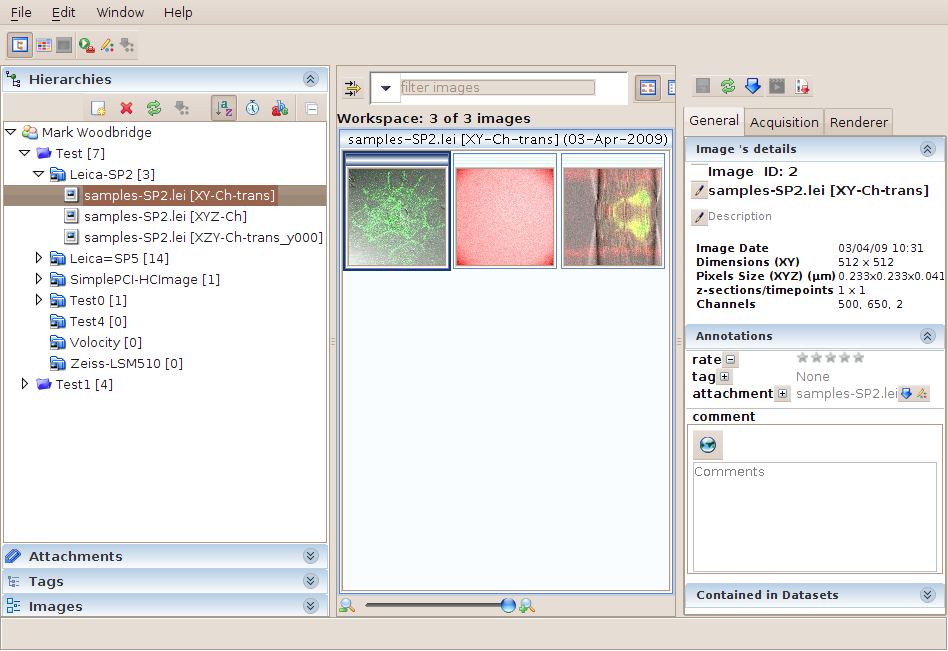 File Edit Window Help
Hierarchies
Mark Woodbridge
Test [7]
Leica-SP2 [3]
samples-SP2.lei [XY-Ch-trans]
samples-SP2.lei [XYZ-Ch]
samples-SP2.lei [XZY-Ch-trans_y000]
Leica=SP5 [14]
SimplePCI-HCImage [1]
Test0 [1]
Test4 [0]
Volocity [0]
Zeiss-LSM510 [0]
Test1 [4]
Attachments
Tags
Images
filter images
Workspace: 3 of 3 images
samples-SP2.lei [XY-Ch-trans] (03-Apr-2009)
General Acquisition Renderer
Image 's details
Image ID: 2
samples-SP2.lei [XY-Ch-trans]
Description
Image Date 03/04/09 10:31
Dimensions (XY) 512 x 512
Pixels Size (XYZ) (µm) 0.233x0.233x0.041
z-sections/timepoints 1 x 1
Channels 500, 650, 2
Annotations
rate
tag None
attachment samples-SP2.lei
comment
Comments
Contained in Datasets